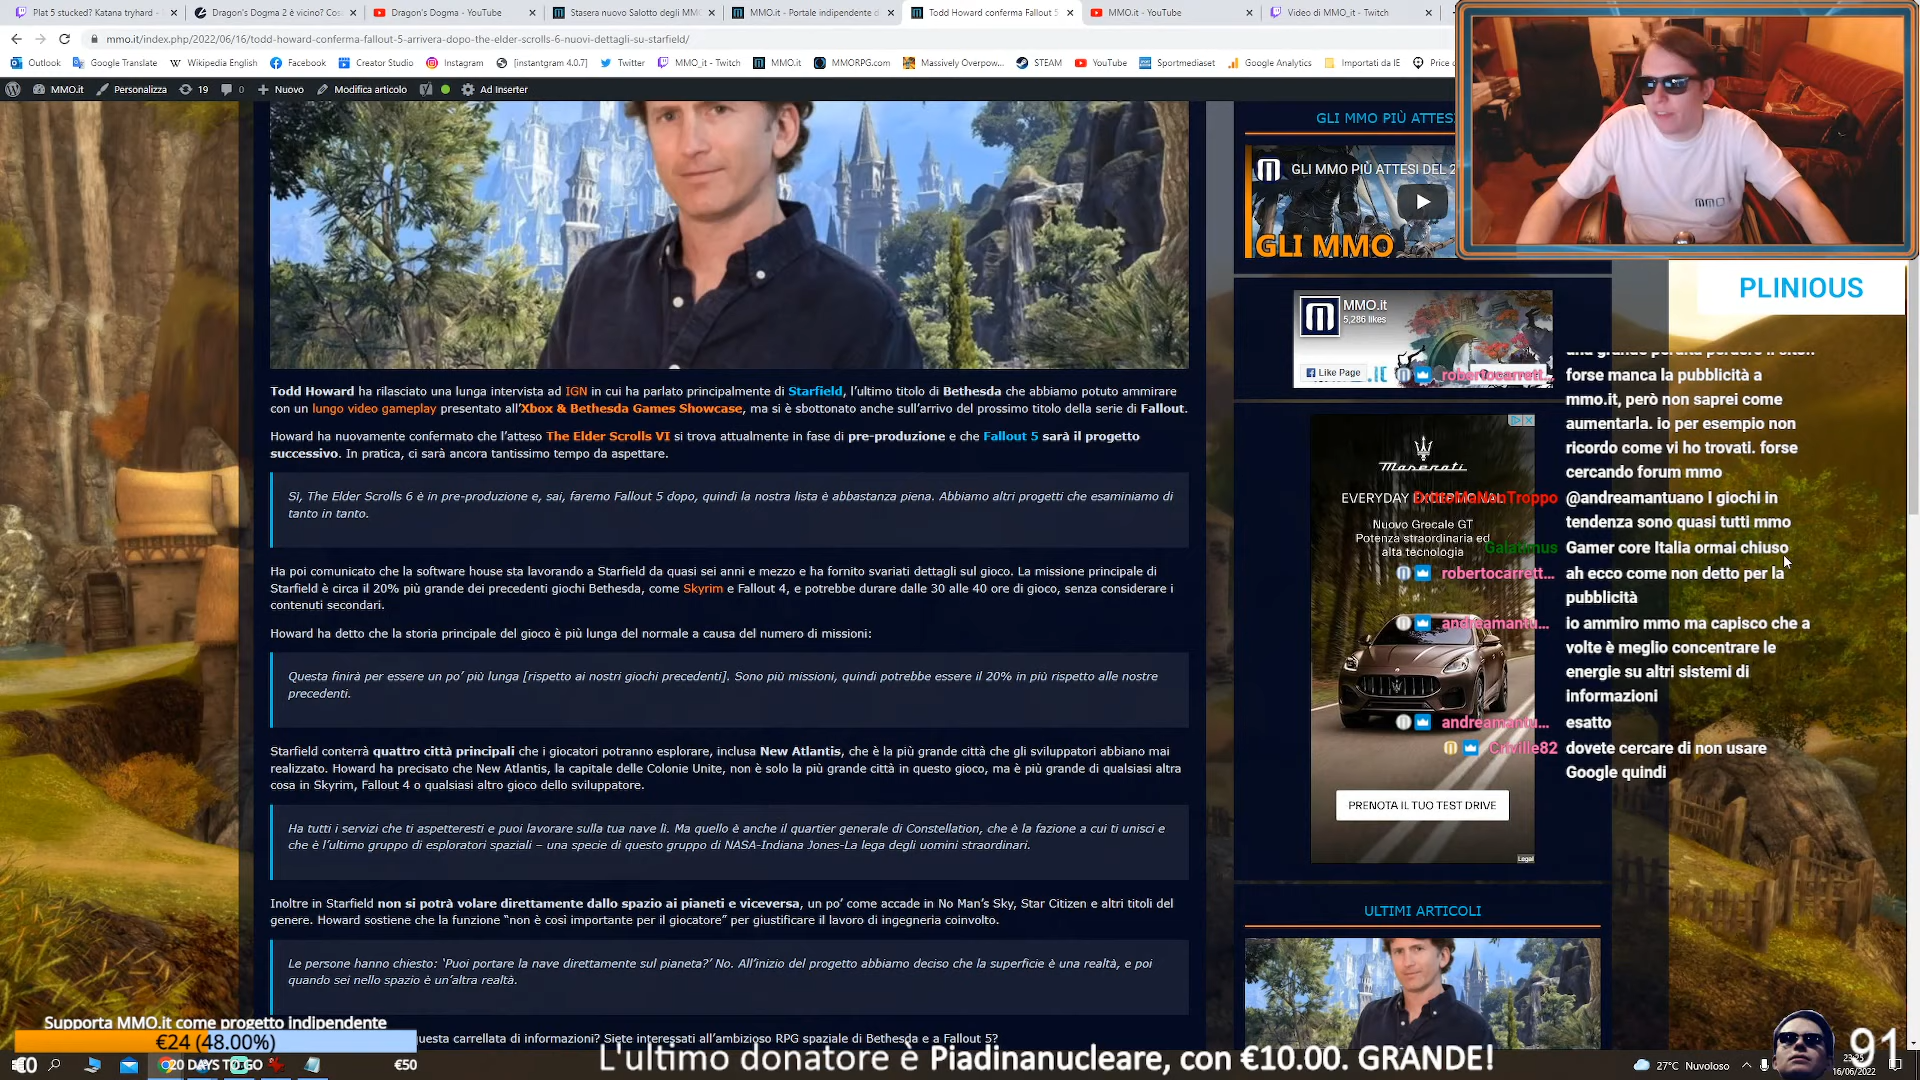 Plat 5 stucked? Katana tryhard -
Dragon's Dogma 2 è vicino? Cos
Dragon's Dogma - YouTube
Stasera nuovo Salotto degli MM
MMO.it - Portale indipendente d
Todd Howard conferma Fallout 5
MMO.it - YouTube
Video di MMO_it - Twitch
mmo.it/index.php/2022/06/16/todd-howard-conferma-fallout-5-arrivera-dopo-the-elder-scrolls-6-nuovi-dettagli-su-starfield/
Outlook
Google Translate
Wikipedia English
Facebook
Creator Studio
Instagram
[instantgram 4.0.7]
Twitter
MMO_it - Twitch
MMO.it
MMORPG.com
Massively Overpow...
STEAM
YouTube
Sportmediaset
Google Analytics
Importati da IE
Price c
MMO.it
Personalizza
19
0
Nuovo
Modifica articolo
Ad Inserter
Todd Howard ha rilasciato una lunga intervista ad IGN in cui ha parlato principalmente di Starfield, l'ultimo titolo di Bethesda che abbiamo potuto ammirare
con un lungo video gameplay presentato all'Xbox & Bethesda Games Showcase, ma si è sbottonato anche sull'arrivo del prossimo titolo della serie di Fallout.
Howard ha nuovamente confermato che l'atteso The Elder Scrolls VI si trova attualmente in fase di pre-produzione e che Fallout 5 sarà il progetto
successivo. In pratica, ci sarà ancora tantissimo tempo da aspettare.
Sì, The Elder Scrolls 6 è in pre-produzione e, sai, faremo Fallout 5 dopo, quindi la nostra lista è abbastanza piena. Abbiamo altri progetti che esaminiamo di
tanto in tanto.
Ha poi comunicato che la software house sta lavorando a Starfield da quasi sei anni e mezzo e ha fornito svariati dettagli sul gioco. La missione principale di
Starfield è circa il 20% più grande dei precedenti giochi Bethesda, come Skyrim e Fallout 4, e potrebbe durare dalle 30 alle 40 ore di gioco, senza considerare i
contenuti secondari.
Howard ha detto che la storia principale del gioco è più lunga del normale a causa del numero di missioni:
Questa finirà per essere un po' più lunga [rispetto ai nostri giochi precedenti]. Sono più missioni, quindi potrebbe essere il 20% in più rispetto alle nostre
precedenti.
Starfield conterrà quattro città principali che i giocatori potranno esplorare, inclusa New Atlantis, che è la più grande città che gli sviluppatori abbiano mai
realizzato. Howard ha precisato che New Atlantis, la capitale delle Colonie Unite, non è solo la più grande città in questo gioco, ma è più grande di qualsiasi altra
cosa in Skyrim, Fallout 4 o qualsiasi altro gioco dello sviluppatore.
Ha tutti i servizi che ti aspetteresti e puoi lavorare sulla tua nave lì. Ma quello è anche il quartier generale di Constellation, che è la fazione a cui ti unisci e
che è l'ultimo gruppo di esploratori spaziali – una specie di questo gruppo di NASA-Indiana Jones-La lega degli uomini straordinari.
Inoltre in Starfield non si potrà volare direttamente dallo spazio ai pianeti e viceversa, un po' come accade in No Man's Sky, Star Citizen e altri titoli del
genere. Howard sostiene che la funzione "non è così importante per il giocatore" per giustificare il lavoro di ingegneria coinvolto.
Le persone hanno chiesto: 'Puoi portare la nave direttamente sul pianeta?' No. All'inizio del progetto abbiamo deciso che la superficie è una realtà, e poi
quando sei nello spazio è un'altra realtà.
uesta carrellata di informazioni? Siete interessati all'ambizioso RPG spaziale di Bethesda e a Fallout 5?
GLI MMO PIÙ ATTES
GLI MMO PIÙ ATTESI DEL 2
GLI MMO
MMO.it
5,286 likes
Like Page
Maserati
EVERYDAY EXCEPTIONAL
Nuovo Grecale GT
Potenza straordinaria ed
alta tecnologia
PRENOTA IL TUO TEST DRIVE
Legal
ULTIMI ARTICOLI
mmo
PLINIOUS
robertocarrett...
forse manca la pubblicità a
mmo.it, però non saprei come
aumentarla. io per esempio non
ricordo come vi ho trovati. forse
cercando forum mmo
@andreamantuano I giochi in
tendenza sono quasi tutti mmo
Gamer core Italia ormai chiuso
robertocarrett... ah ecco come non detto per la
pubblicità
andreamantu... io ammiro mmo ma capisco che a
volte è meglio concentrare le
energie su altri sistemi di
informazioni
andreamantu... esatto
Criville82 dovete cercare di non usare
Google quindi
Supporta MMO.it come progetto indipendente
€24 (48.00%)
€0
20 DAYS TO GO
€50
L'ultimo donatore è Piadinanucleare, con €10.00. GRANDE!
91
27°C Nuvoloso
16/06/2022